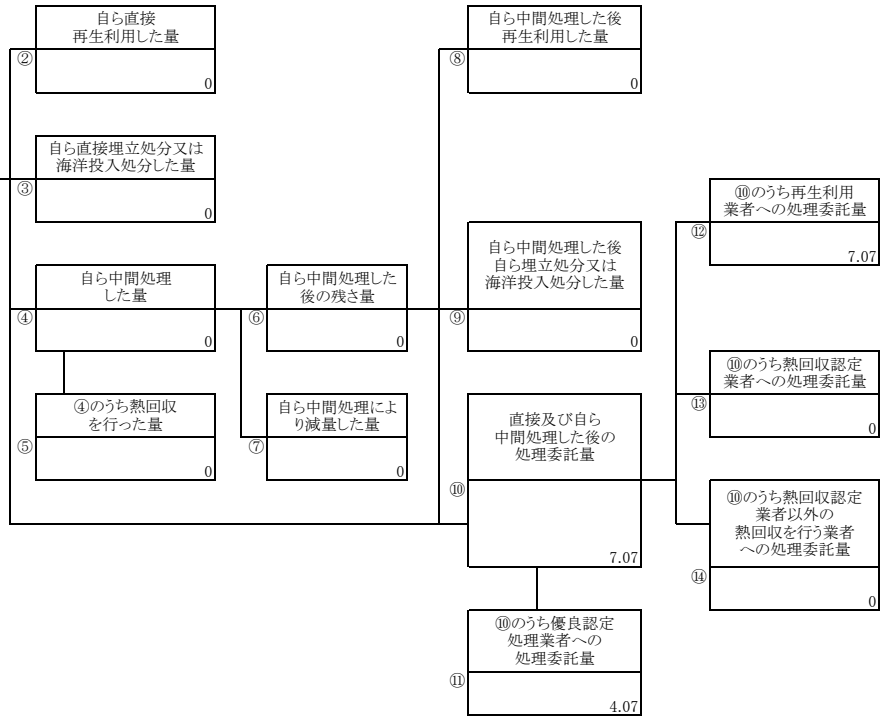 自ら直接
再生利用した量
②
0
自ら中間処理した後
再生利用した量
⑧
0
自ら直接埋立処分又は
海洋投入処分した量
③
0
⑩のうち再生利用
業者への処理委託量
⑫
7.07
自ら中間処理
した量
④
0
自ら中間処理した
後の残さ量
⑥
0
自ら中間処理した後
自ら埋立処分又は
海洋投入処分した量
⑨
0
⑩のうち熱回収認定
業者への処理委託量
⑬
0
④のうち熱回収
を行った量
⑤
0
自ら中間処理によ
り減量した量
⑦
0
直接及び自ら
中間処理した後の
処理委託量
⑩
7.07
⑩のうち熱回収認定
業者以外の
熱回収を行う業者
への処理委託量
⑭
0
⑩のうち優良認定
処理業者への
処理委託量
⑪
4.07